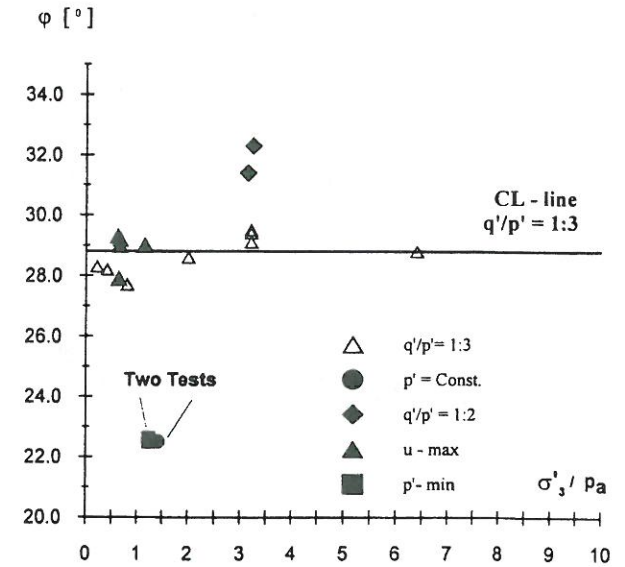 φ [°]
34.0
32.0
30.0
28.0
26.0
24.0
22.0
20.0
CL - line
q'/p' = 1:3
Two Tests
q'/p'= 1:3
p' = Const.
q'/p' = 1:2
u - max
p'- min
σ'₃ / pa
0 1 2 3 4 5 6 7 8 9 10